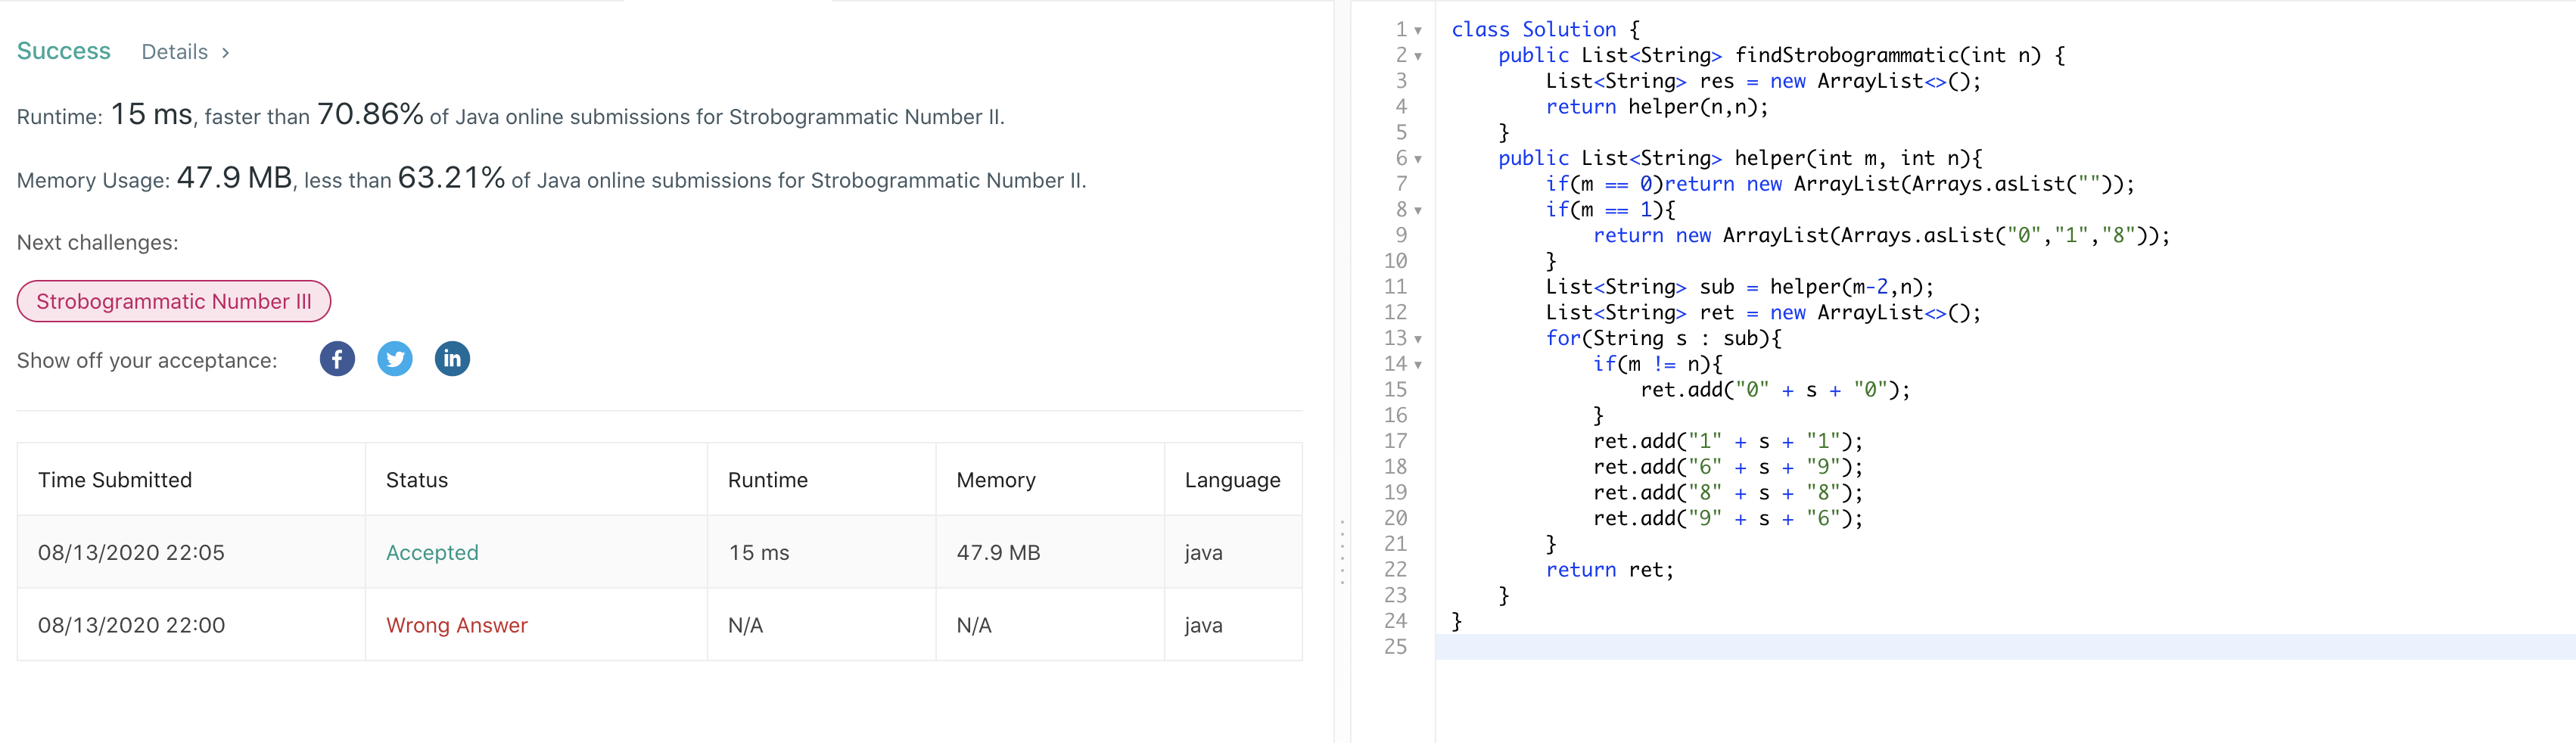 Success Details >
Runtime: 15 ms, faster than 70.86% of Java online submissions for Strobogrammatic Number II.
Memory Usage: 47.9 MB, less than 63.21% of Java online submissions for Strobogrammatic Number II.
Next challenges:
Strobogrammatic Number III
Show off your acceptance: f in
Time Submitted Status Runtime Memory Language
08/13/2020 22:05 Accepted 15 ms 47.9 MB java
08/13/2020 22:00 Wrong Answer N/A N/A java
1 class Solution {
2     public List<String> findStrobogrammatic(int n) {
3         List<String> res = new ArrayList<>();
4         return helper(n,n);
5     }
6     public List<String> helper(int m, int n){
7         if(m == 0)return new ArrayList(Arrays.asList(""));
8         if(m == 1){
9             return new ArrayList(Arrays.asList("0","1","8"));
10         }
11         List<String> sub = helper(m-2,n);
12         List<String> ret = new ArrayList<>();
13         for(String s : sub){
14             if(m != n){
15                 ret.add("0" + s + "0");
16             }
17             ret.add("1" + s + "1");
18             ret.add("6" + s + "9");
19             ret.add("8" + s + "8");
20             ret.add("9" + s + "6");
21         }
22         return ret;
23     }
24 }
25